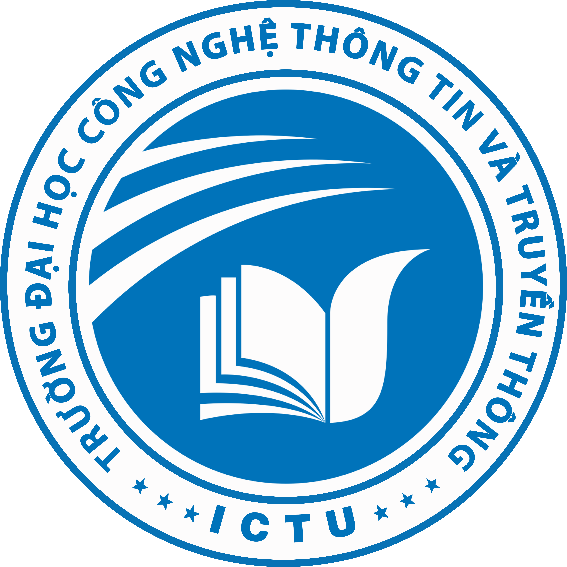 TRƯỜNG ĐẠI HỌC CÔNG NGHỆ THÔNG TIN VÀ TRUYỀN THÔNG
ICTU